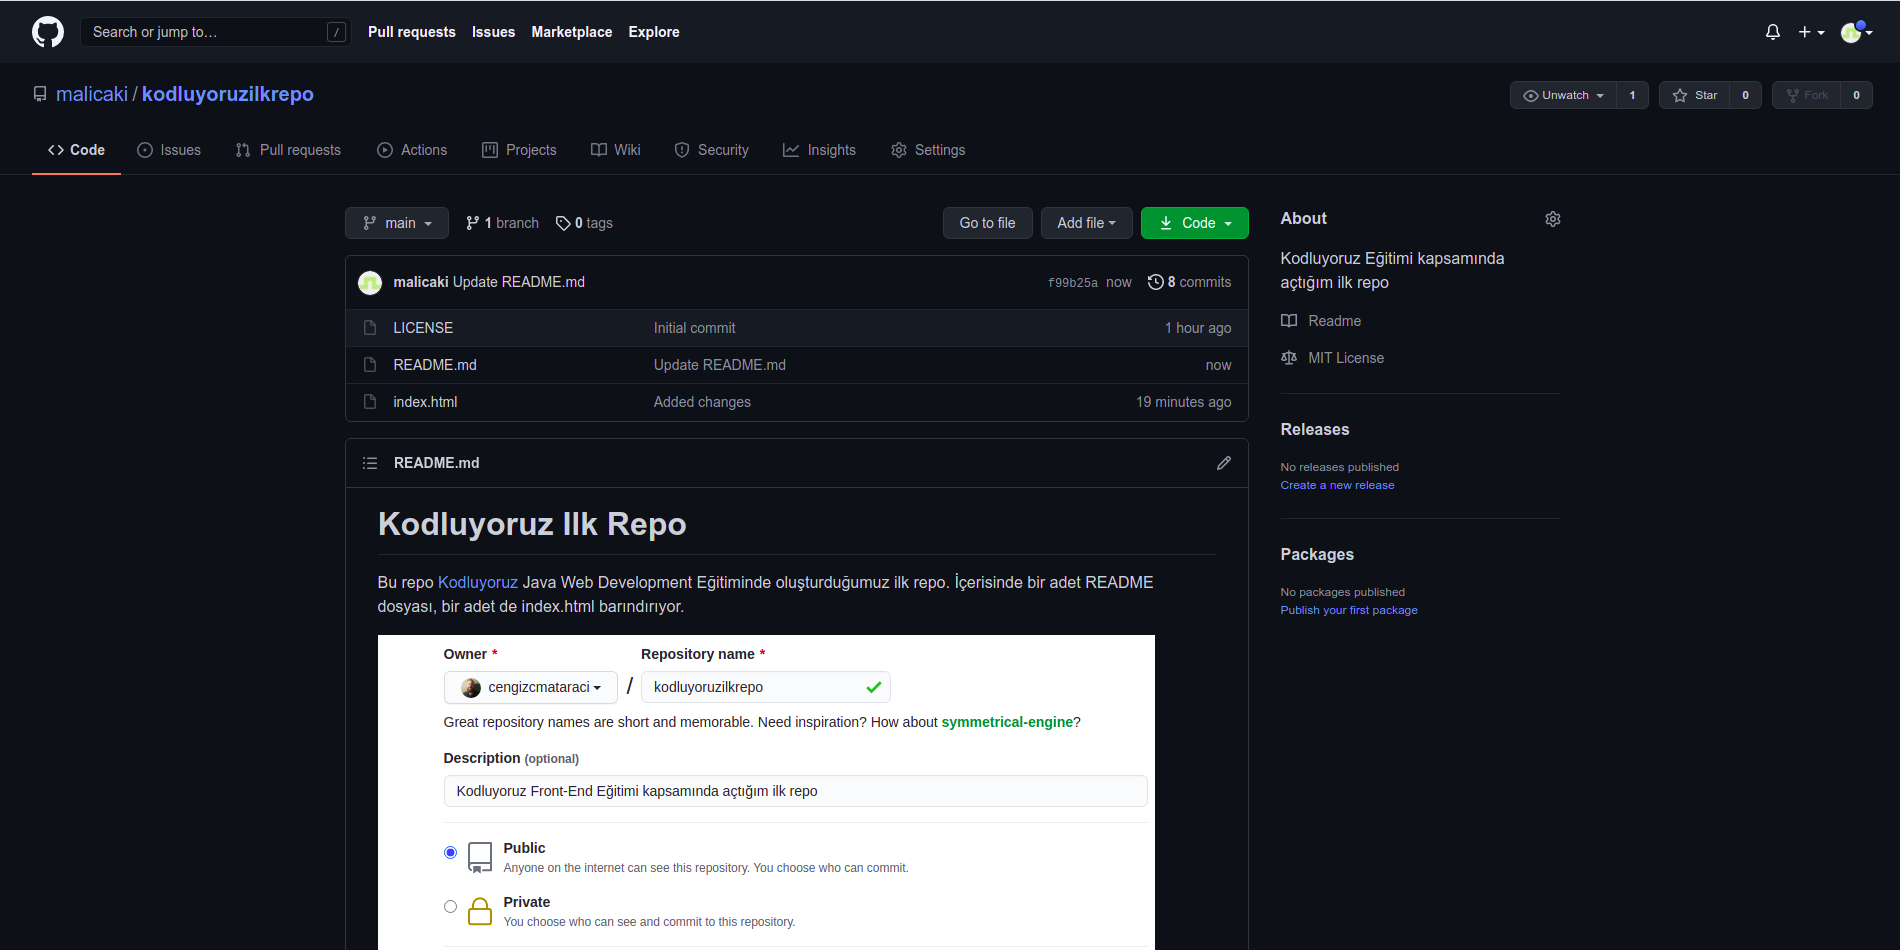 Search or jump to… / Pull requests Issues Marketplace Explore
malicaki / kodluyoruzilkrepo Unwatch 1 Star 0 Fork 0
Code Issues Pull requests Actions Projects Wiki Security Insights Settings
main 1 branch 0 tags Go to file Add file Code
malicaki Update README.md f99b25a now 8 commits
LICENSE Initial commit 1 hour ago
README.md Update README.md now
index.html Added changes 19 minutes ago
README.md
Kodluyoruz Ilk Repo
Bu repo Kodluyoruz Java Web Development Eğitiminde oluşturduğumuz ilk repo. İçerisinde bir adet README
dosyası, bir adet de index.html barındırıyor.
Owner * Repository name *
cengizcmataraci / kodluyoruzilkrepo
Great repository names are short and memorable. Need inspiration? How about symmetrical-engine?
Description (optional)
Kodluyoruz Front-End Eğitimi kapsamında açtığım ilk repo
Public
Anyone on the internet can see this repository. You choose who can commit.
Private
You choose who can see and commit to this repository.
About
Kodluyoruz Eğitimi kapsamında
açtığım ilk repo
Readme
MIT License
Releases
No releases published
Create a new release
Packages
No packages published
Publish your first package